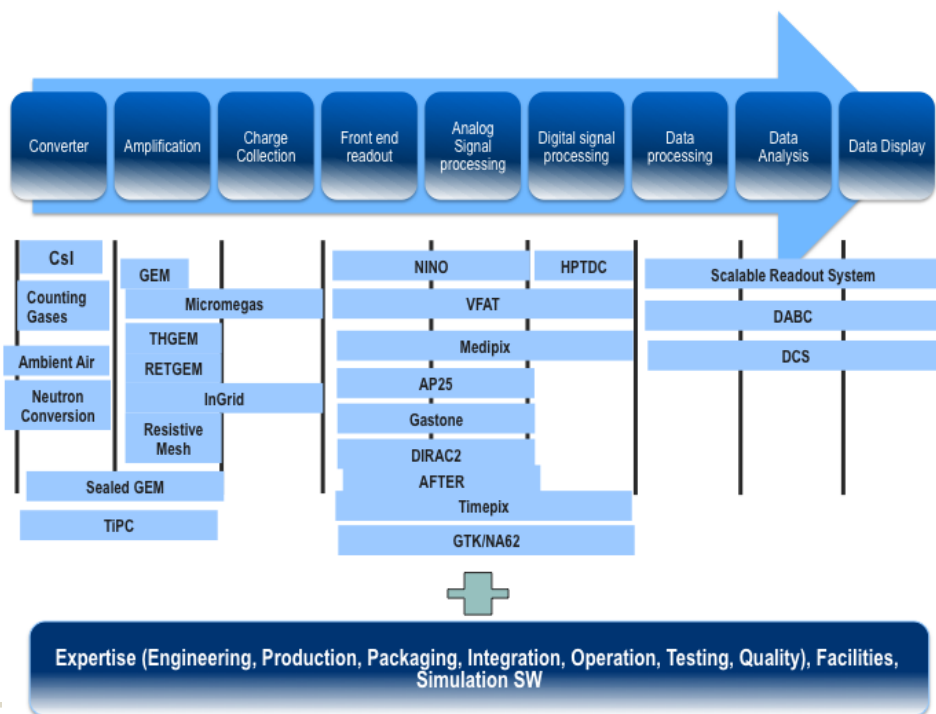 Converter
Amplification
Charge
Collection
Front end
readout
Analog
Signal
processing
Digital signal
processing
Data
processing
Data
Analysis
Data Display
CsI
Counting
Gases
Ambient Air
Neutron
Conversion
GEM
Micromegas
THGEM
RETGEM
InGrid
Resistive
Mesh
Sealed GEM
TiPC
NINO
HPTDC
VFAT
Medipix
AP25
Gastone
DIRAC2
AFTER
Timepix
GTK/NA62
Scalable Readout System
DABC
DCS
Expertise (Engineering, Production, Packaging, Integration, Operation, Testing, Quality), Facilities,
Simulation SW